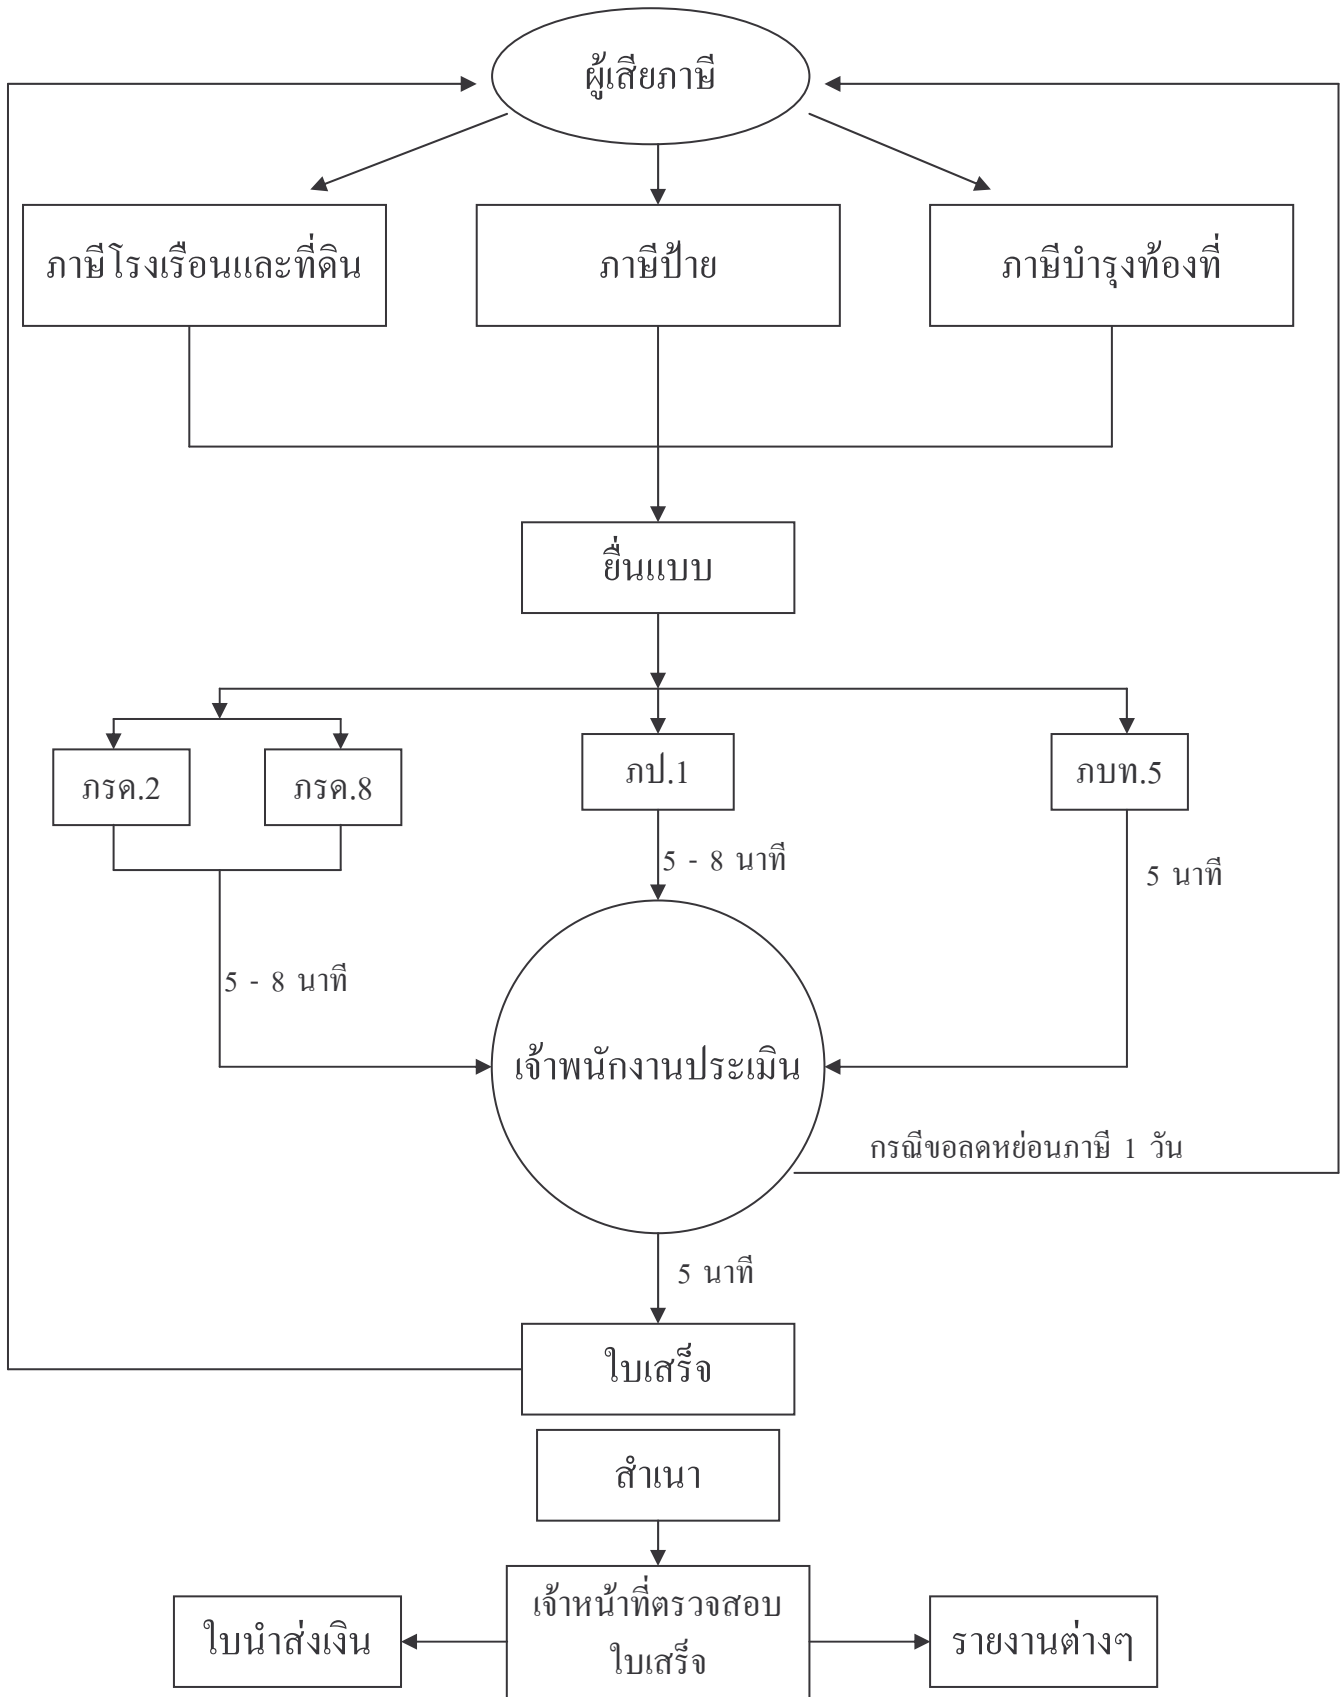 ผู้เสียภาษี
ภาษีโรงเรือนและที่ดิน
ภาษีป้าย
ภาษีบำรุงท้องที่
ยื่นแบบ
ภรด.2
ภรด.8
ภป.1
ภบท.5
5 - 8 นาที
5 นาที
5 - 8 นาที
เจ้าพนักงานประเมิน
กรณีขอลดหย่อนภาษี 1 วัน
5 นาที
ใบเสร็จ
สำเนา
ใบนำส่งเงิน
เจ้าหน้าที่ตรวจสอบ
ใบเสร็จ
รายงานต่างๆ